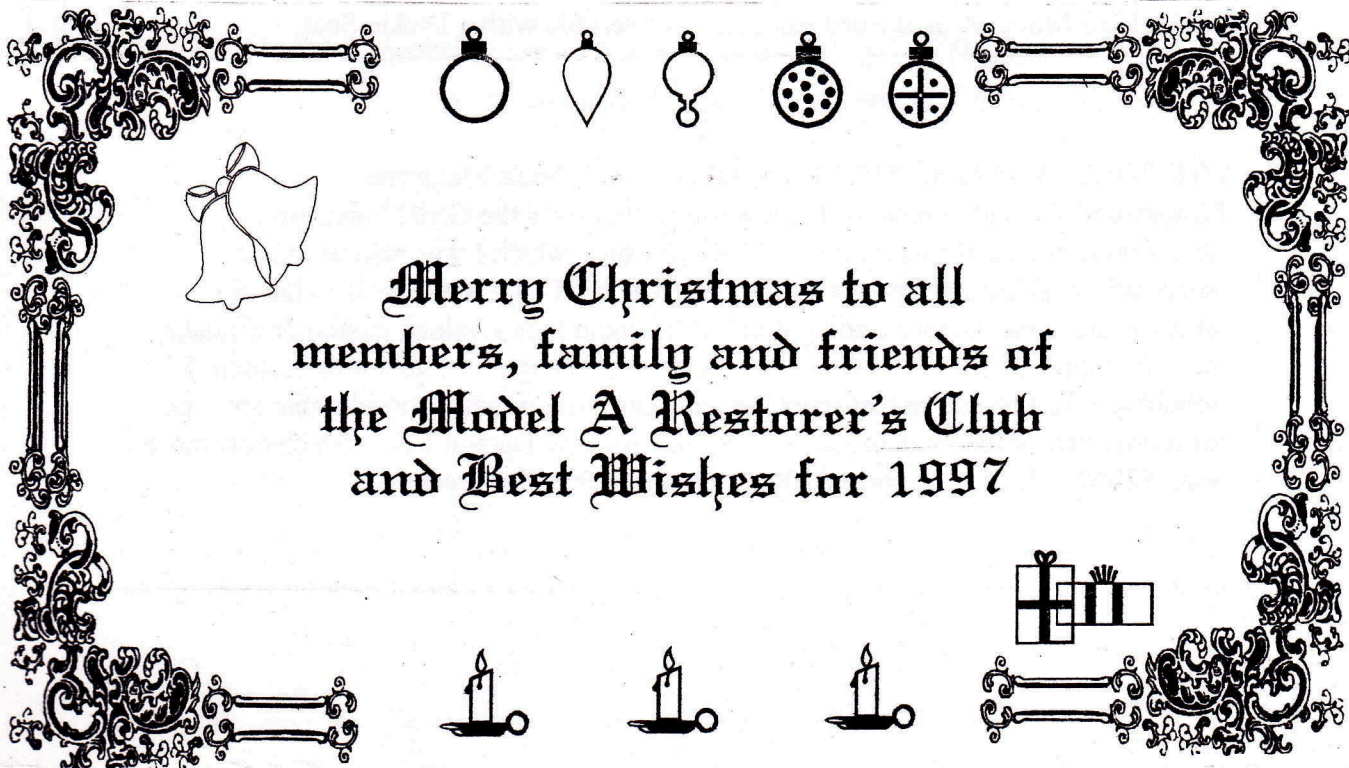 Merry Christmas to all
members, family and friends of
the Model A Restorer's Club
and Best Wishes for 1997